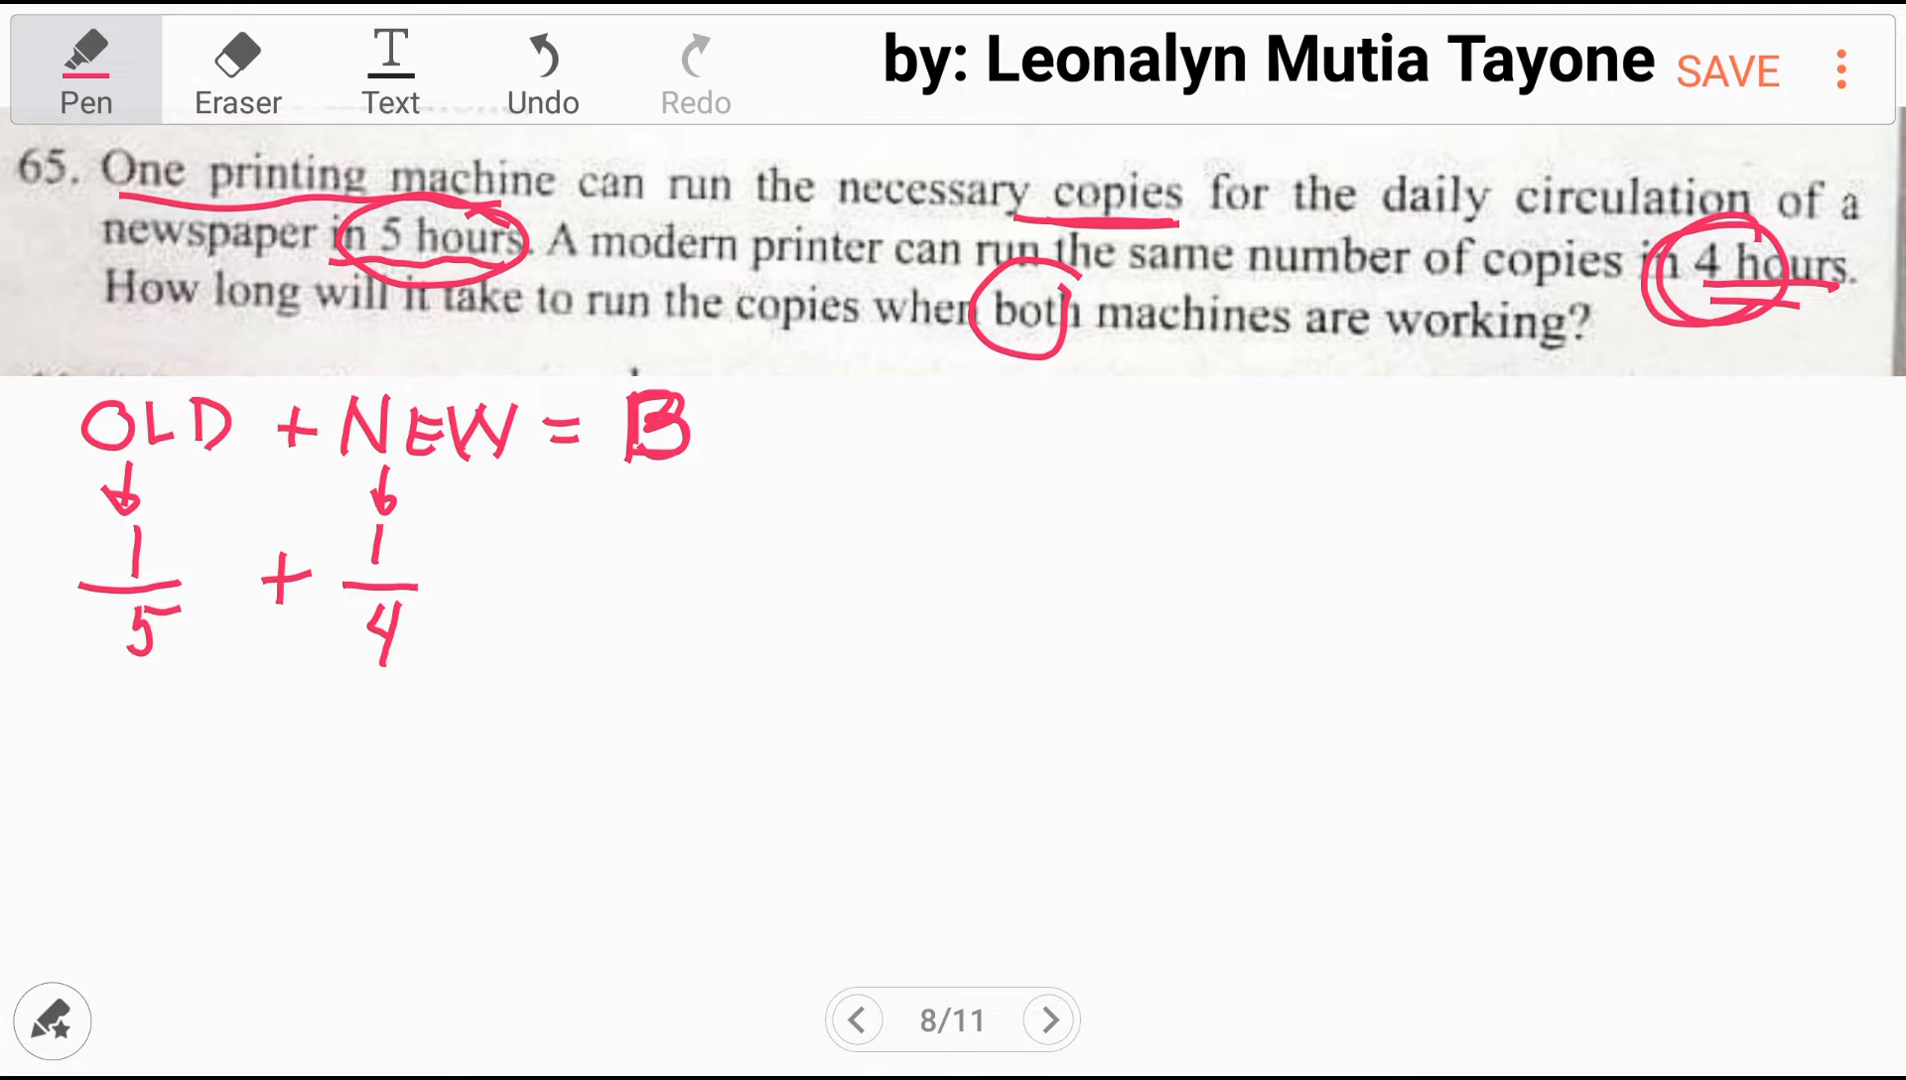 by: Leonalyn Mutia Tayone
SAVE
Pen
Eraser
Text
Undo
Redo
65. One printing machine can run the necessary copies for the daily circulation of a
newspaper in 5 hours. A modern printer can run the same number of copies in 4 hours.
How long will it take to run the copies when both machines are working?
OLD + NEW = B
1/5 + 1/4
8/11